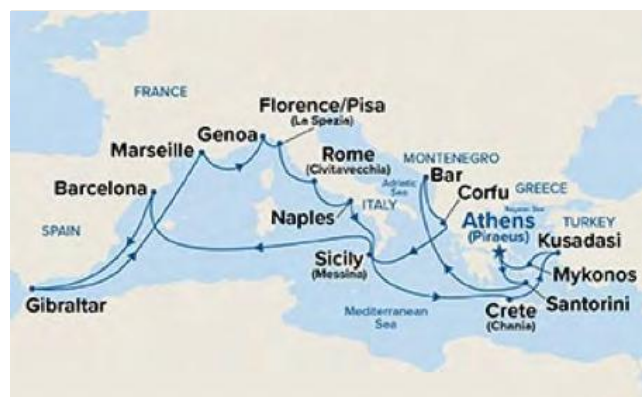 FRANCE
Florence/Pisa
(La Spezia)
Genoa
Marseille
Rome
(Civitavecchia)
MONTENEGRO
Bar
Adriatic
Sea
Barcelona
Corfu
GREECE
ITALY
Naples
Aegean Sea
Athens
(Piraeus)
TURKEY
SPAIN
Kusadasi
Sicily
(Messina)
Mykonos
Gibraltar
Mediterranean
Sea
Crete
(Chania)
Santorini